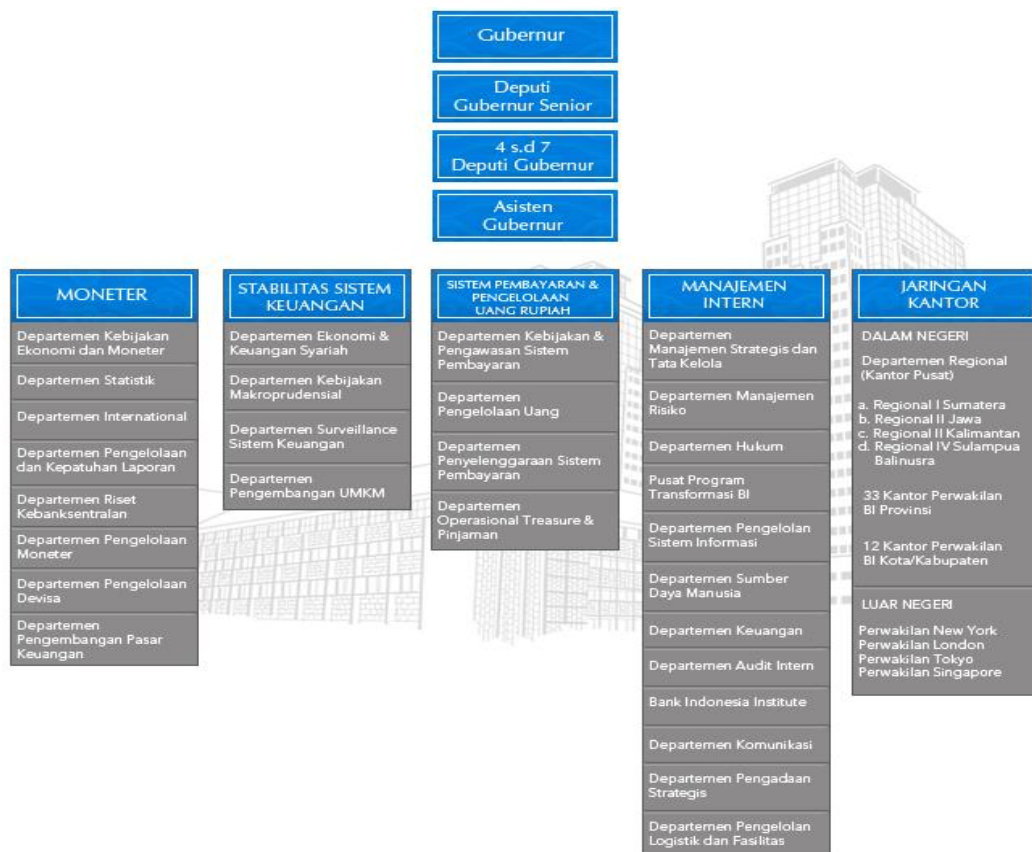 Gubernur
Deputi
Gubernur Senior
4 s.d 7
Deputi Gubernur
Asisten
Gubernur
MONETER
Departemen Kebijakan
Ekonomi dan Moneter
Departemen Statistik
Departemen International
Departemen Pengelolaan
dan Kepatuhan Laporan
Departemen Riset
Kebanksentralan
Departemen Pengelolaan
Moneter
Departemen Pengelolaan
Devisa
Departemen
Pengembangan Pasar
Keuangan
STABILITAS SISTEM
KEUANGAN
Departemen Ekonomi &
Keuangan Syariah
Departemen Kebijakan
Makroprudensial
Departemen Surveillance
Sistem Keuangan
Departemen
Pengembangan UMKM
SISTEM PEMBAYARAN &
PENGELOLAAN
UANG RUPIAH
Departemen Kebijakan &
Pengawasan Sistem
Pembayaran
Departemen
Pengelolaan Uang
Departemen
Penyelenggaraan Sistem
Pembayaran
Departemen
Operasional Treasure &
Pinjaman
MANAJEMEN
INTERN
Departemen
Manajemen Strategis dan
Tata Kelola
Departemen Manajemen
Risiko
Departemen Hukum
Pusat Program
Transformasi BI
Departemen Pengelolan
Sistem Informasi
Departemen Sumber
Daya Manusia
Departemen Keuangan
Departemen Audit Intern
Bank Indonesia Institute
Departemen Komunikasi
Departemen Pengadaan
Strategis
Departemen Pengelolan
Logistik dan Fasilitas
JARINGAN
KANTOR
DALAM NEGERI
Departemen Regional
(Kantor Pusat)
a. Regional I Sumatera
b. Regional II Jawa
c. Regional II Kalimantan
d. Regional IV Sulampua
Balinusra
33 Kantor Perwakilan
BI Provinsi
12 Kantor Perwakilan
BI Kota/Kabupaten
LUAR NEGERI
Perwakilan New York
Perwakilan London
Perwakilan Tokyo
Perwakilan Singapore